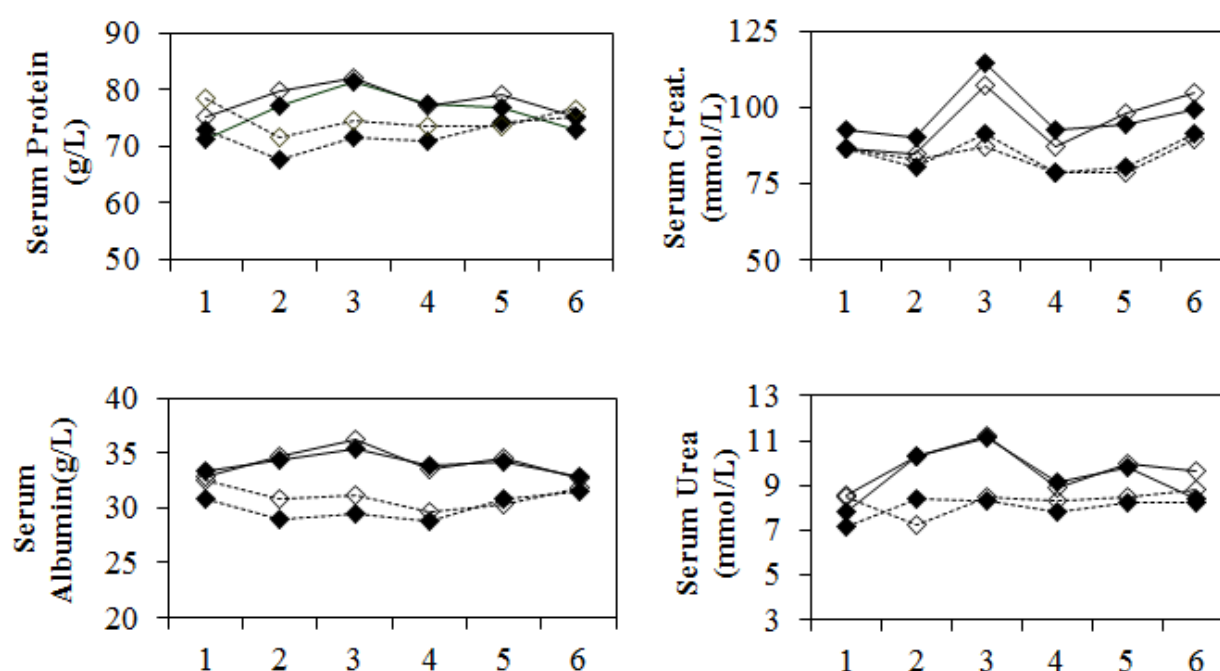 Serum Protein
(g/L)
90
80
70
60
50
1 2 3 4 5 6
Serum Creat.
(mmol/L)
125
100
75
50
1 2 3 4 5 6
Serum
Albumin(g/L)
40
35
30
25
20
1 2 3 4 5 6
Serum Urea
(mmol/L)
13
11
9
7
5
3
1 2 3 4 5 6